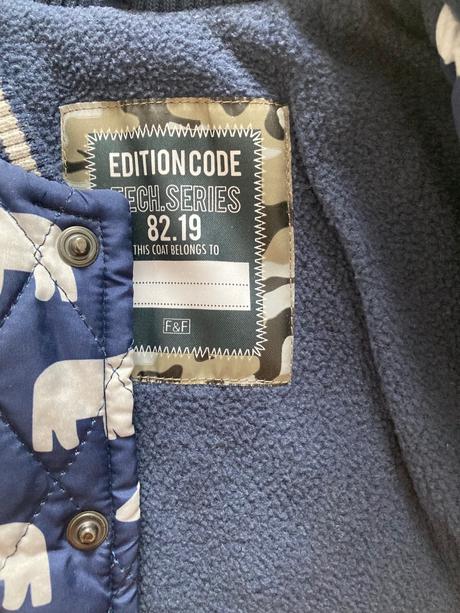 EDITION CODE
TECH.SERIES
82.19
THIS COAT BELONGS TO
F&F